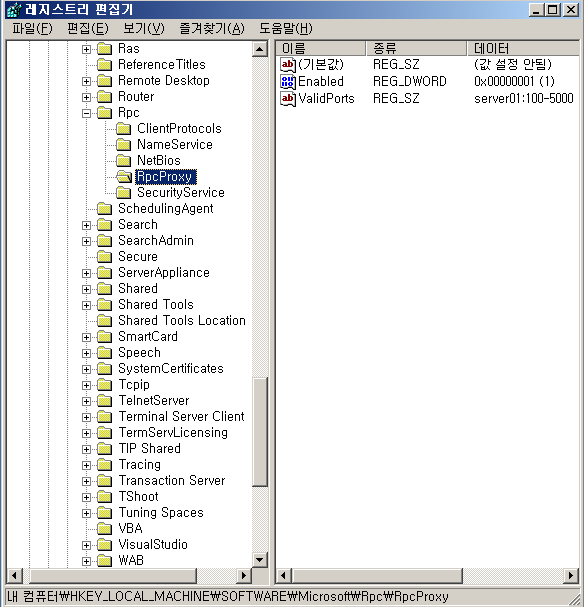 레지스트리 편집기
파일(F) 편집(E) 보기(V) 즐겨찾기(A) 도움말(H)
Ras
ReferenceTitles
Remote Desktop
Router
Rpc
ClientProtocols
NameService
NetBios
RpcProxy
SecurityService
SchedulingAgent
Search
SearchAdmin
Secure
ServerAppliance
Shared
Shared Tools
Shared Tools Location
SmartCard
Speech
SystemCertificates
Tcpip
TelnetServer
Terminal Server Client
TermServLicensing
TIP Shared
Tracing
Transaction Server
TShoot
Tuning Spaces
VBA
VisualStudio
WAB
이름 종류 데이터
(기본값) REG_SZ (값 설정 안됨)
Enabled REG_DWORD 0x00000001 (1)
ValidPorts REG_SZ server01:100-5000
내 컴퓨터₩HKEY_LOCAL_MACHINE₩SOFTWARE₩Microsoft₩Rpc₩RpcProxy